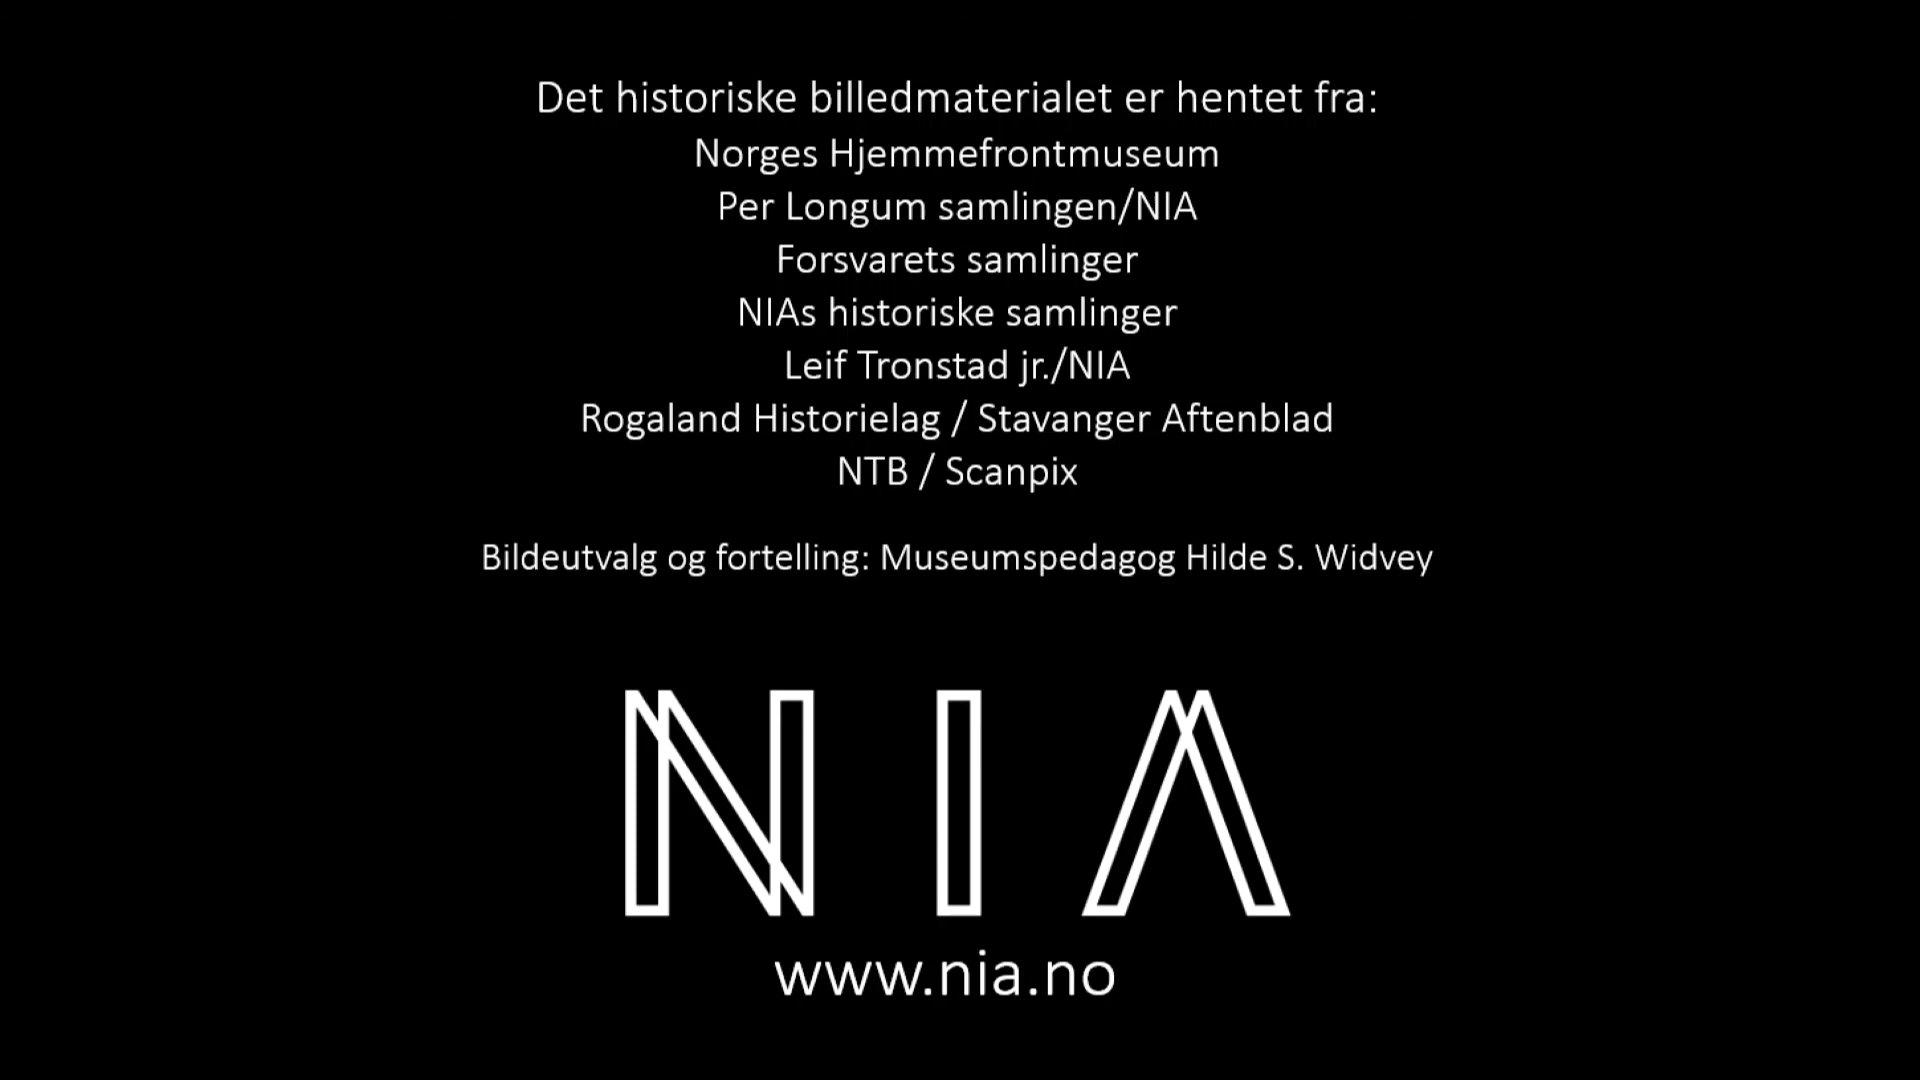 Det historiske billedmaterialet er hentet fra:
Norges Hjemmefrontmuseum
Per Longum samlingen/NIA
Forsvarets samlinger
NIAs historiske samlinger
Leif Tronstad jr./NIA
Rogaland Historielag / Stavanger Aftenblad
NTB / Scanpix
Bildeutvalg og fortelling: Museumspedagog Hilde S. Widvey
NIA
www.nia.no